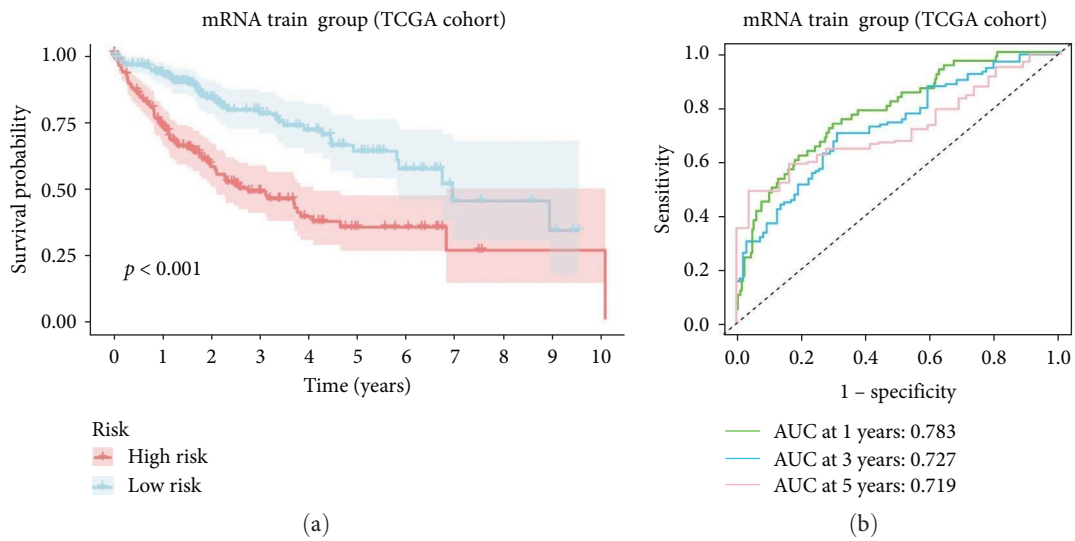 mRNA train group (TCGA cohort)
Survival probability
1.00
0.75
0.50
0.25
0.00
p < 0.001
0 1 2 3 4 5 6 7 8 9 10
Time (years)
Risk
High risk
Low risk
(a)
mRNA train group (TCGA cohort)
Sensitivity
1.0
0.8
0.6
0.4
0.2
0.0
0.0 0.2 0.4 0.6 0.8 1.0
1 – specificity
AUC at 1 years: 0.783
AUC at 3 years: 0.727
AUC at 5 years: 0.719
(b)